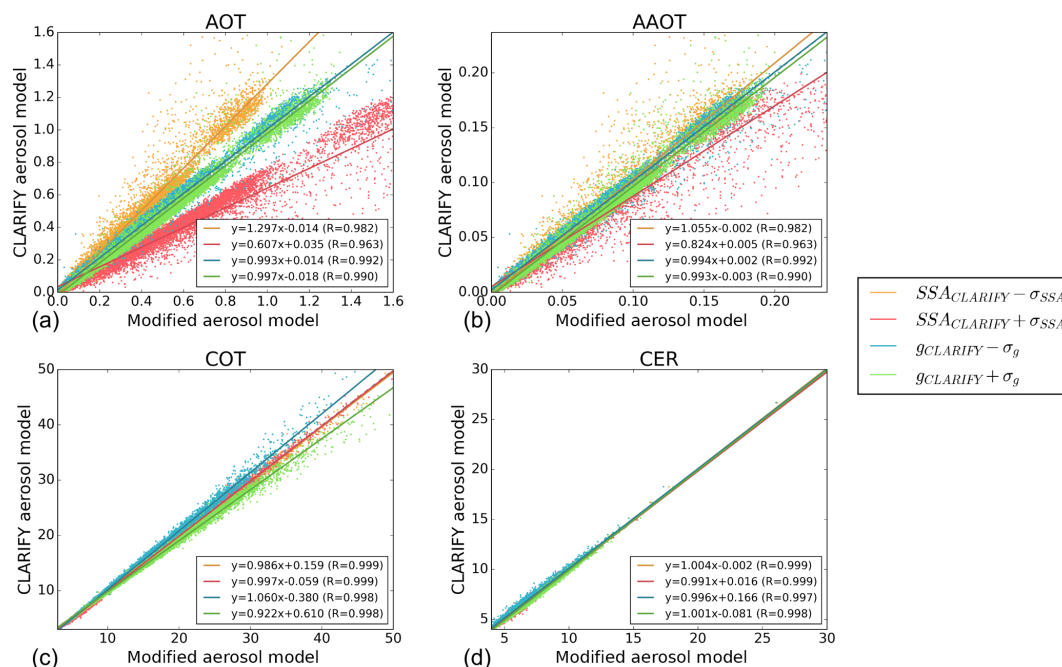 AOT
CLARIFY aerosol model
1.6
1.4
1.2
1.0
0.8
0.6
0.4
0.2
0.0
y=1.297x-0.014 (R=0.982)
y=0.607x+0.035 (R=0.963)
y=0.993x+0.014 (R=0.992)
y=0.997x-0.018 (R=0.990)
0.0 0.2 0.4 0.6 0.8 1.0 1.2 1.4 1.6
(a) Modified aerosol model
AAOT
CLARIFY aerosol model
0.20
0.15
0.10
0.05
0.00
y=1.055x-0.002 (R=0.982)
y=0.824x+0.005 (R=0.963)
y=0.994x+0.002 (R=0.992)
y=0.993x-0.003 (R=0.990)
0.00 0.05 0.10 0.15 0.20
(b) Modified aerosol model
SSA_CLARIFY − σ_SSA
SSA_CLARIFY + σ_SSA
g_CLARIFY − σ_g
g_CLARIFY + σ_g
COT
CLARIFY aerosol model
50
40
30
20
10
y=0.986x+0.159 (R=0.999)
y=0.997x-0.059 (R=0.999)
y=1.060x-0.380 (R=0.998)
y=0.922x+0.610 (R=0.998)
10 20 30 40 50
(c) Modified aerosol model
CER
CLARIFY aerosol model
30
25
20
15
10
5
y=1.004x-0.002 (R=0.999)
y=0.991x+0.016 (R=0.999)
y=0.996x+0.166 (R=0.997)
y=1.001x-0.081 (R=0.998)
5 10 15 20 25 30
(d) Modified aerosol model